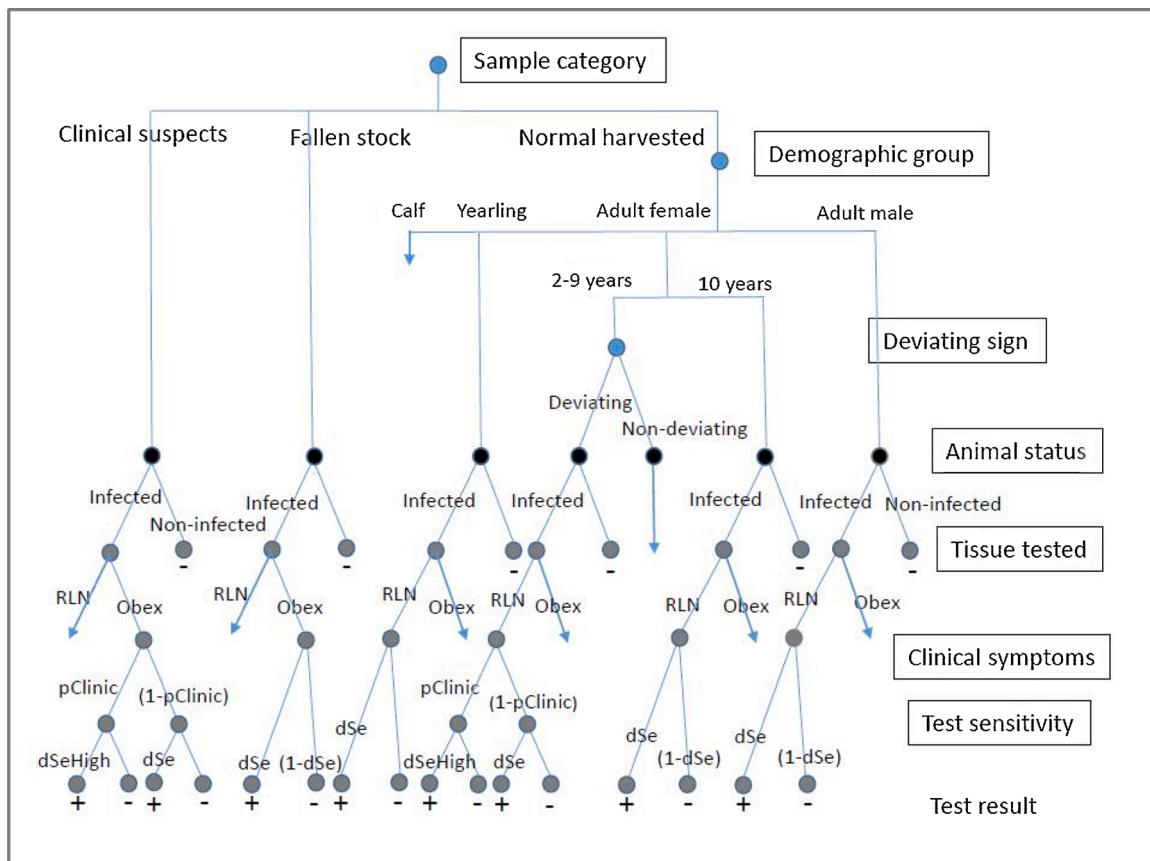 Sample category
Clinical suspects Fallen stock Normal harvested
Demographic group
Calf Yearling Adult female Adult male
2-9 years 10 years
Deviating sign
Deviating
Non-deviating
Animal status
Infected Infected Infected Infected Infected Infected Non-infected
Non-infected
Tissue tested
- - - - - -
RLN Obex RLN Obex RLN Obex RLN Obex RLN Obex RLN Obex
Clinical symptoms
pClinic (1-pClinic) pClinic (1-pClinic)
Test sensitivity
dSeHigh dSe dSe (1-dSe) dSe dSeHigh dSe dSe (1-dSe) dSe (1-dSe)
+ - + - + - + - + - + - + - + -
Test result